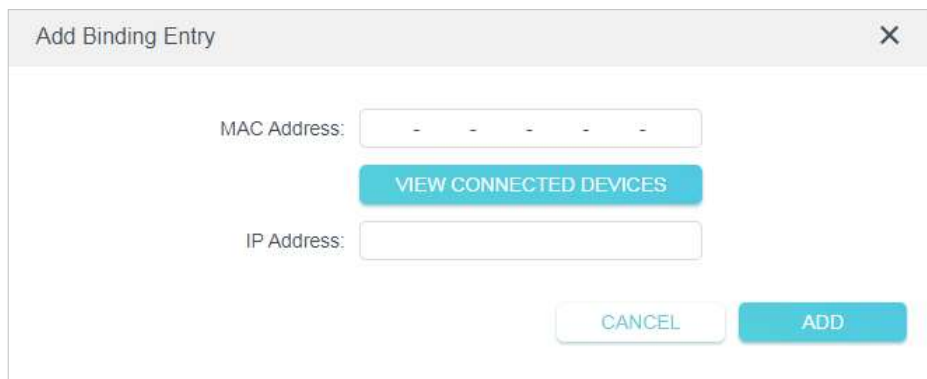 Add Binding Entry
MAC Address: - - - - -
VIEW CONNECTED DEVICES
IP Address:
CANCEL ADD